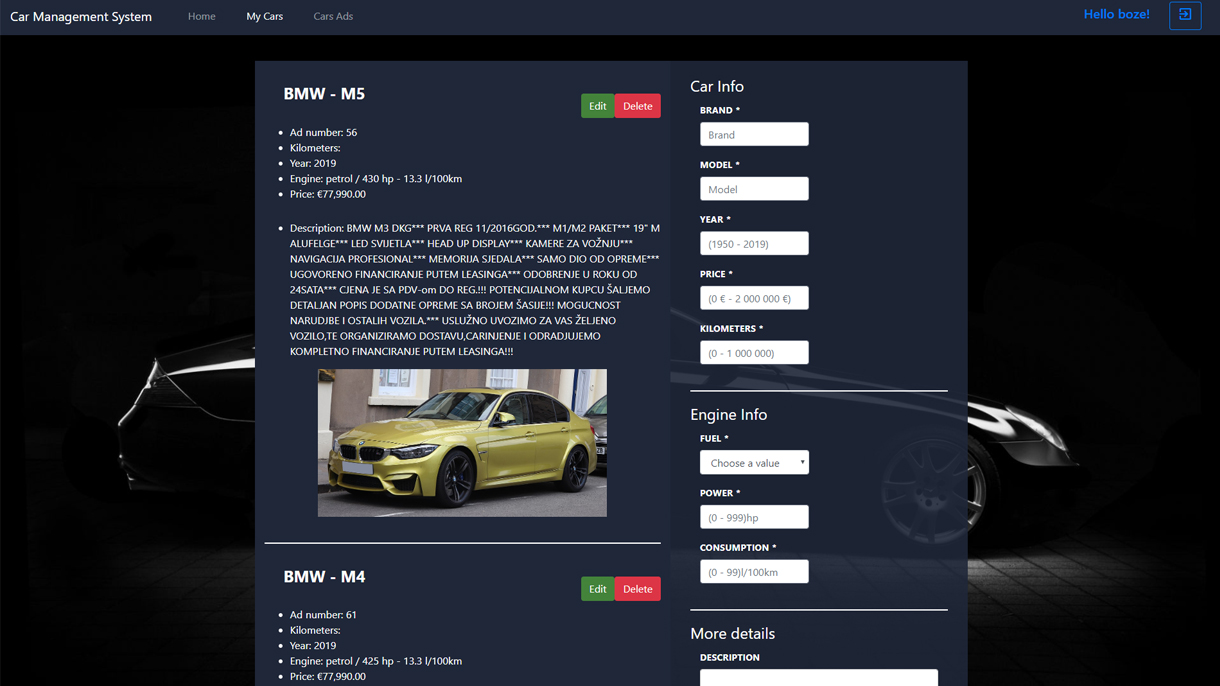 Car Management System Home My Cars Cars Ads Hello boze!
BMW - M5
Edit Delete
Ad number: 56
Kilometers:
Year: 2019
Engine: petrol / 430 hp - 13.3 l/100km
Price: €77,990.00
Description: BMW M3 DKG*** PRVA REG 11/2016GOD.*** M1/M2 PAKET*** 19" M
ALUFELGE*** LED SVIJETLA*** HEAD UP DISPLAY*** KAMERE ZA VOŽNJU***
NAVIGACIJA PROFESIONAL*** MEMORIJA SJEDALA*** SAMO DIO OD OPREME***
UGOVORENO FINANCIRANJE PUTEM LEASINGA*** ODOBRENJE U ROKU OD
24SATA*** CJENA JE SA PDV-om DO REG.!!! POTENCIJALNOM KUPCU ŠALJEMO
DETALJAN POPIS DODATNE OPREME SA BROJEM ŠASIJE!!! MOGUCNOST
NARUDJBE I OSTALIH VOZILA.*** USLUŽNO UVOZIMO ZA VAS ŽELJENO
VOZILO,TE ORGANIZIRAMO DOSTAVU,CARINJENJE I ODRADJUJEMO
KOMPLETNO FINANCIRANJE PUTEM LEASINGA!!!
BMW - M4
Edit Delete
Ad number: 61
Kilometers:
Year: 2019
Engine: petrol / 425 hp - 13.3 l/100km
Price: €77,990.00
Car Info
BRAND *
Brand
MODEL *
Model
YEAR *
(1950 - 2019)
PRICE *
(0 € - 2 000 000 €)
KILOMETERS *
(0 - 1 000 000)
Engine Info
FUEL *
Choose a value
POWER *
(0 - 999)hp
CONSUMPTION *
(0 - 99)l/100km
More details
DESCRIPTION